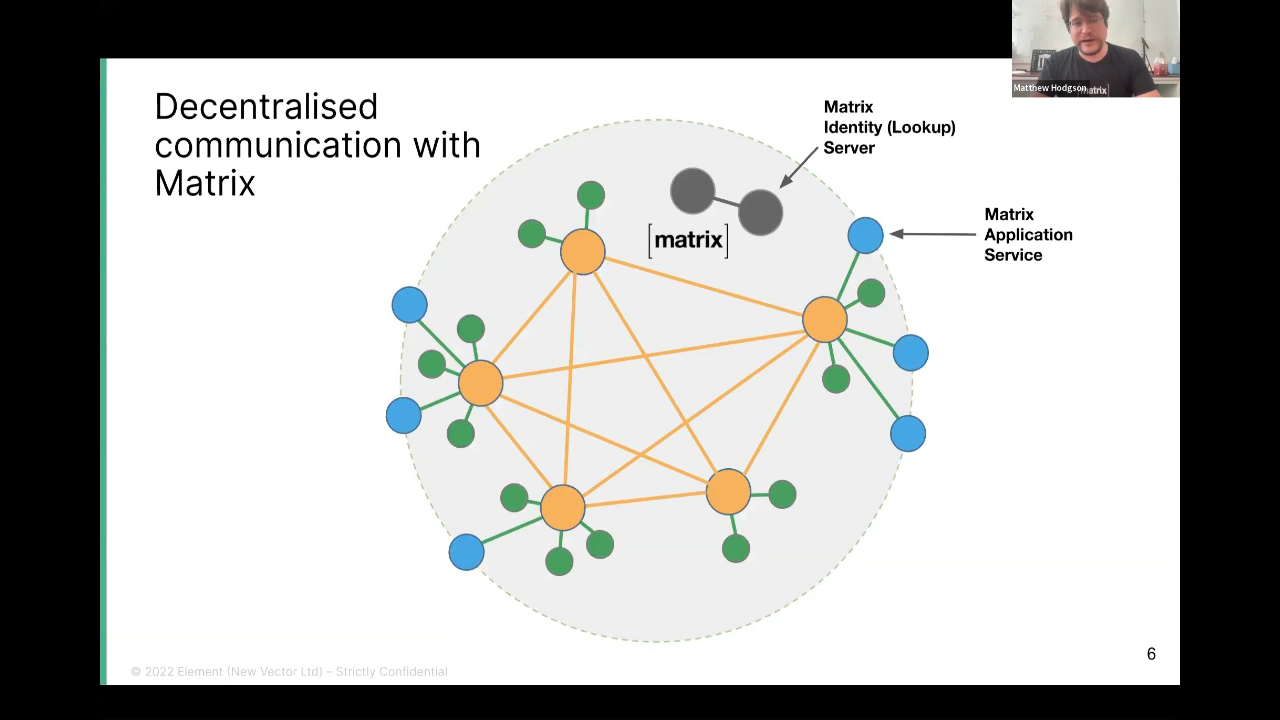 Decentralised
communication with
Matrix
Matthew Hodgson
matrix]
Matrix
Identity (Lookup)
Server
Matrix
Application
Service
[matrix]
© 2022 Element (New Vector Ltd) – Strictly Confidential
6